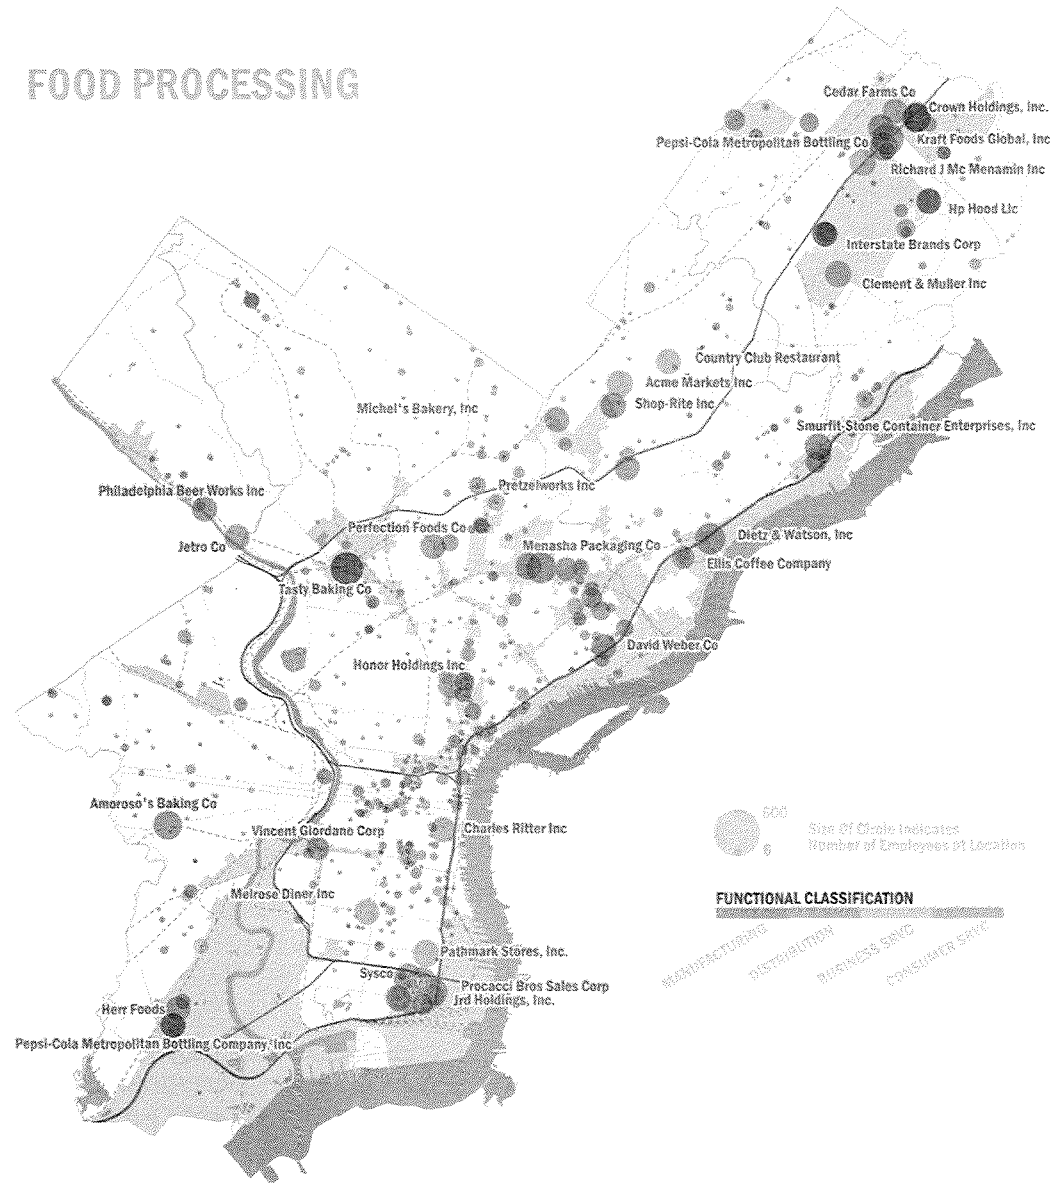 FOOD PROCESSING
Cedar Farms Co
Crown Holdings, Inc.
Pepsi-Cola Metropolitan Bottling Co
Kraft Foods Global, Inc
Richard J Mc Menamin Inc
Hp Hood Llc
Interstate Brands Corp
Clement & Muller Inc
Country Club Restaurant
Acme Markets Inc
Shop-Rite Inc
Michel's Bakery, Inc
Smurfit-Stone Container Enterprises, Inc
Pretzelworks Inc
Philadelphia Beer Works Inc
Perfection Foods Co
Jetro Co
Menasha Packaging Co
Dietz & Watson, Inc
Ellis Coffee Company
Tasty Baking Co
David Weber Co
Honor Holdings Inc
Amoroso's Baking Co
Vincent Giordano Corp
Charles Ritter Inc
600
6
Size Of Circle Indicates
Number of Employees at Location
Melrose Diner Inc
FUNCTIONAL CLASSIFICATION
MANUFACTURING
DISTRIBUTION
BUSINESS SRVC
CONSUMER SRVC
Pathmark Stores, Inc.
Sysco
Procacci Bros Sales Corp
Jrd Holdings, Inc.
Herr Foods
Pepsi-Cola Metropolitan Bottling Company, Inc